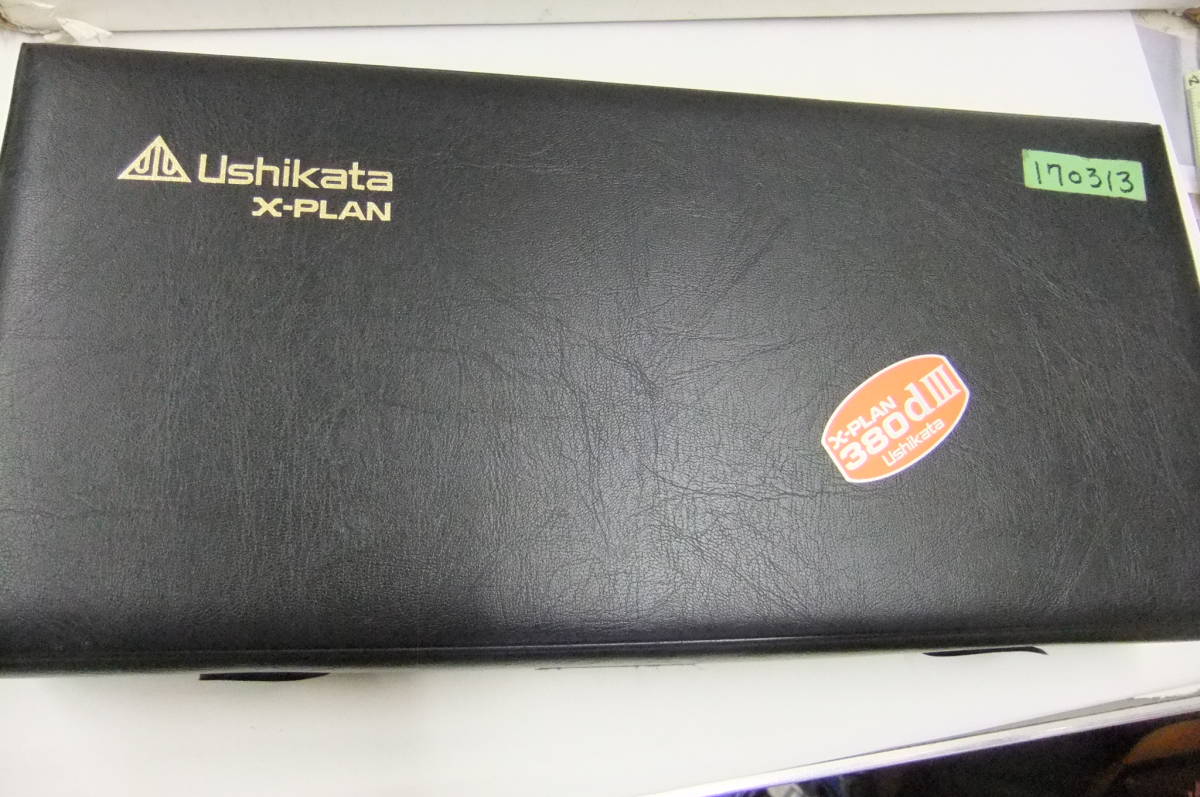 Ushikata
X-PLAN
170313
X-PLAN
380dIII
Ushikata